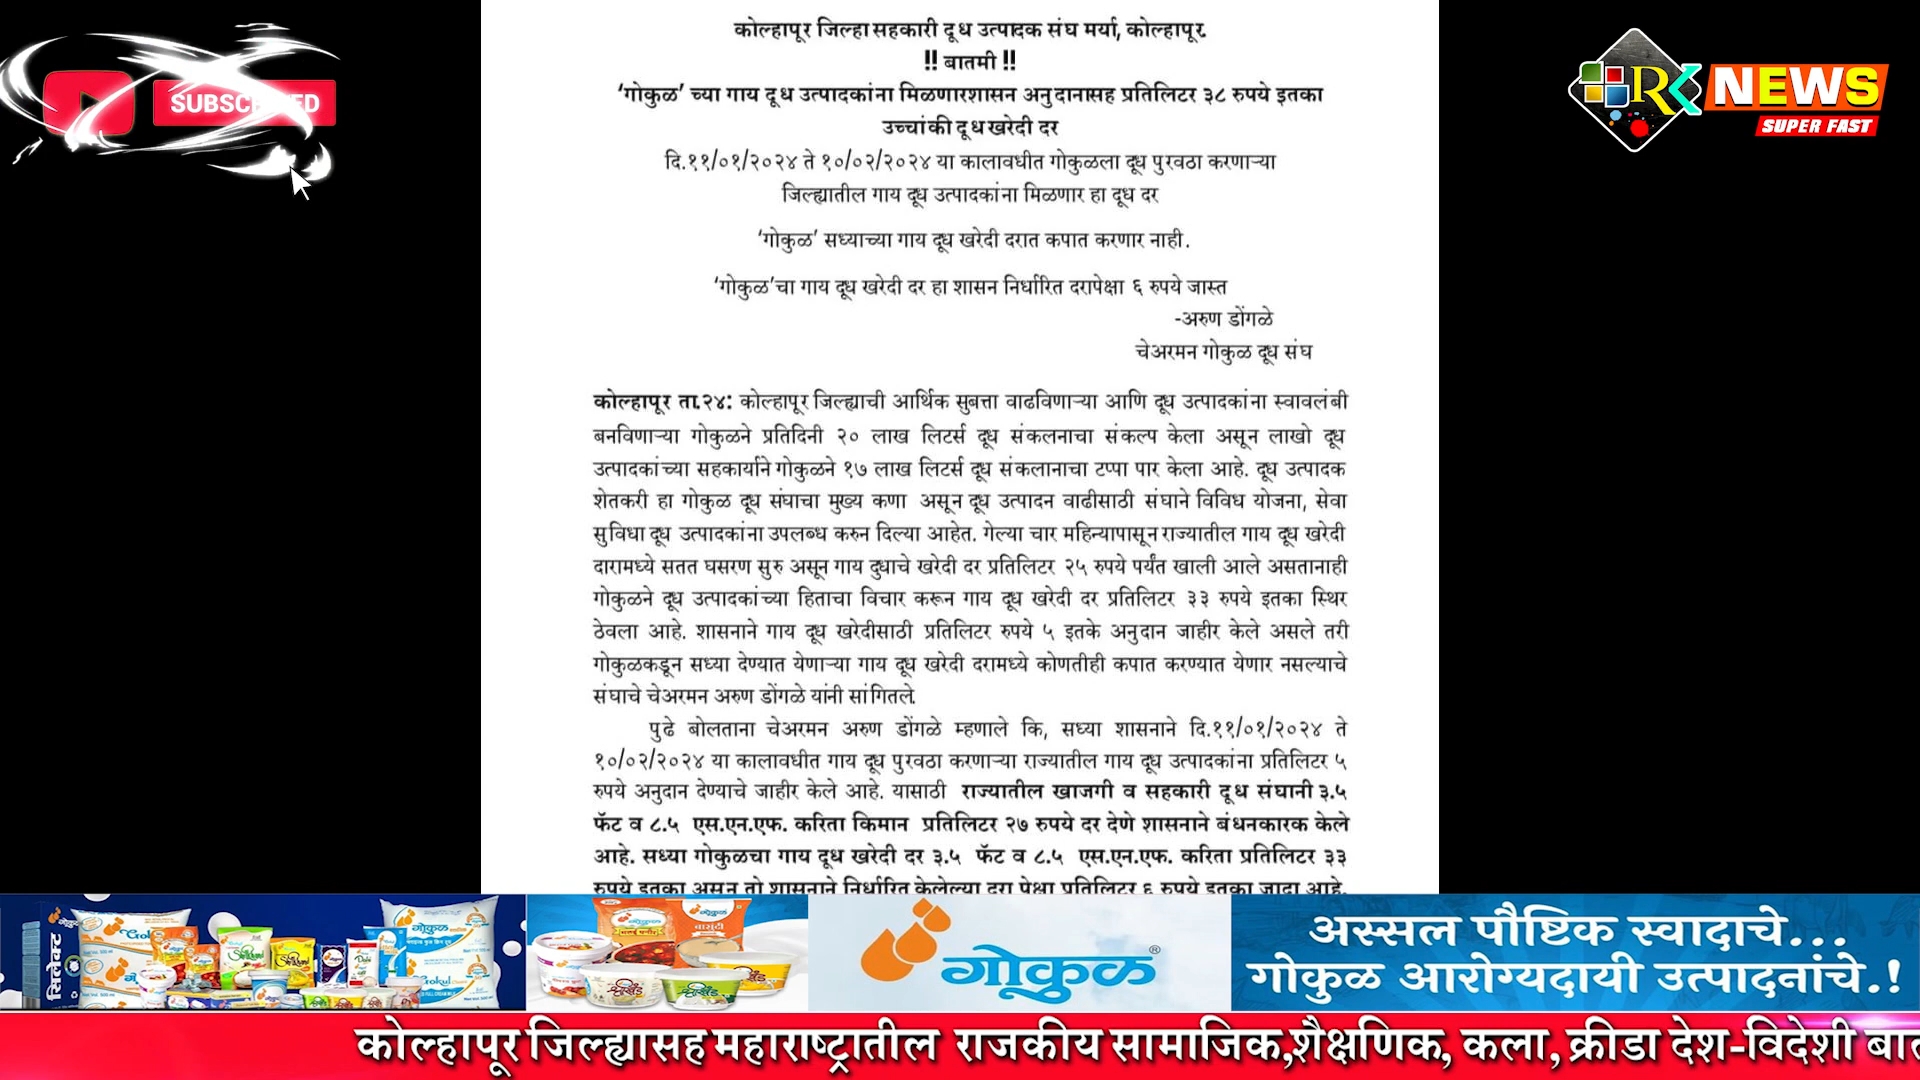 कोल्हापूर जिल्हा सहकारी दूध उत्पादक संघ मर्या, कोल्हापूर.
!! बातमी !!
‘गोकुळ’ च्या गाय दूध उत्पादकांना मिळणारशासन अनुदानासह प्रतिलिटर ३८ रुपये इतका
उच्चांकी दूध खरेदी दर
दि.११/०१/२०२४ ते १०/०२/२०२४ या कालावधीत गोकुळला दूध पुरवठा करणाऱ्या
जिल्ह्यातील गाय दूध उत्पादकांना मिळणार हा दूध दर
‘गोकुळ’ सध्याच्या गाय दूध खरेदी दरात कपात करणार नाही.
‘गोकुळ’चा गाय दूध खरेदी दर हा शासन निर्धारित दरापेक्षा ६ रुपये जास्त
-अरुण डोंगळे
चेअरमन गोकुळ दूध संघ
कोल्हापूर ता.२४: कोल्हापूर जिल्ह्याची आर्थिक सुबत्ता वाढविणाऱ्या आणि दूध उत्पादकांना स्वावलंबी
बनविणाऱ्या गोकुळने प्रतिदिनी २० लाख लिटर्स दूध संकलनाचा संकल्प केला असून लाखो दूध
उत्पादकांच्या सहकार्याने गोकुळने १७ लाख लिटर्स दूध संकलानाचा टप्पा पार केला आहे. दूध उत्पादक
शेतकरी हा गोकुळ दूध संघाचा मुख्य कणा असून दूध उत्पादन वाढीसाठी संघाने विविध योजना, सेवा
सुविधा दूध उत्पादकांना उपलब्ध करुन दिल्या आहेत. गेल्या चार महिन्यापासून राज्यातील गाय दूध खरेदी
दारामध्ये सतत घसरण सुरु असून गाय दुधाचे खरेदी दर प्रतिलिटर २५ रुपये पर्यंत खाली आले असतानाही
गोकुळने दूध उत्पादकांच्या हिताचा विचार करून गाय दूध खरेदी दर प्रतिलिटर ३३ रुपये इतका स्थिर
ठेवला आहे. शासनाने गाय दूध खरेदीसाठी प्रतिलिटर रुपये ५ इतके अनुदान जाहीर केले असले तरी
गोकुळकडून सध्या देण्यात येणाऱ्या गाय दूध खरेदी दरामध्ये कोणतीही कपात करण्यात येणार नसल्याचे
संघाचे चेअरमन अरुण डोंगळे यांनी सांगितले.
पुढे बोलताना चेअरमन अरुण डोंगळे म्हणाले कि, सध्या शासनाने दि.११/०१/२०२४ ते
१०/०२/२०२४ या कालावधीत गाय दूध पुरवठा करणाऱ्या राज्यातील गाय दूध उत्पादकांना प्रतिलिटर ५
रुपये अनुदान देण्याचे जाहीर केले आहे. यासाठी राज्यातील खाजगी व सहकारी दूध संघानी ३.५
फॅट व ८.५ एस.एन.एफ. करिता किमान प्रतिलिटर २७ रुपये दर देणे शासनाने बंधनकारक केले
आहे. सध्या गोकुळचा गाय दूध खरेदी दर ३.५ फॅट व ८.५ एस.एन.एफ. करिता प्रतिलिटर ३३
रुपये इतका असून तो शासनाने निर्धारित केलेल्या दरा पेक्षा प्रतिलिटर ६ रुपये इतका जादा आहे.
SUBSCRIBED
RK NEWS
SUPER FAST
सिलेक्ट
गोकुळ
गोकुळ®
अस्सल पौष्टिक स्वादाचे...
गोकुळ आरोग्यदायी उत्पादनांचे.!
कोल्हापूर जिल्ह्यासह महाराष्ट्रातील राजकीय सामाजिक,शैक्षणिक, कला, क्रीडा देश-विदेशी